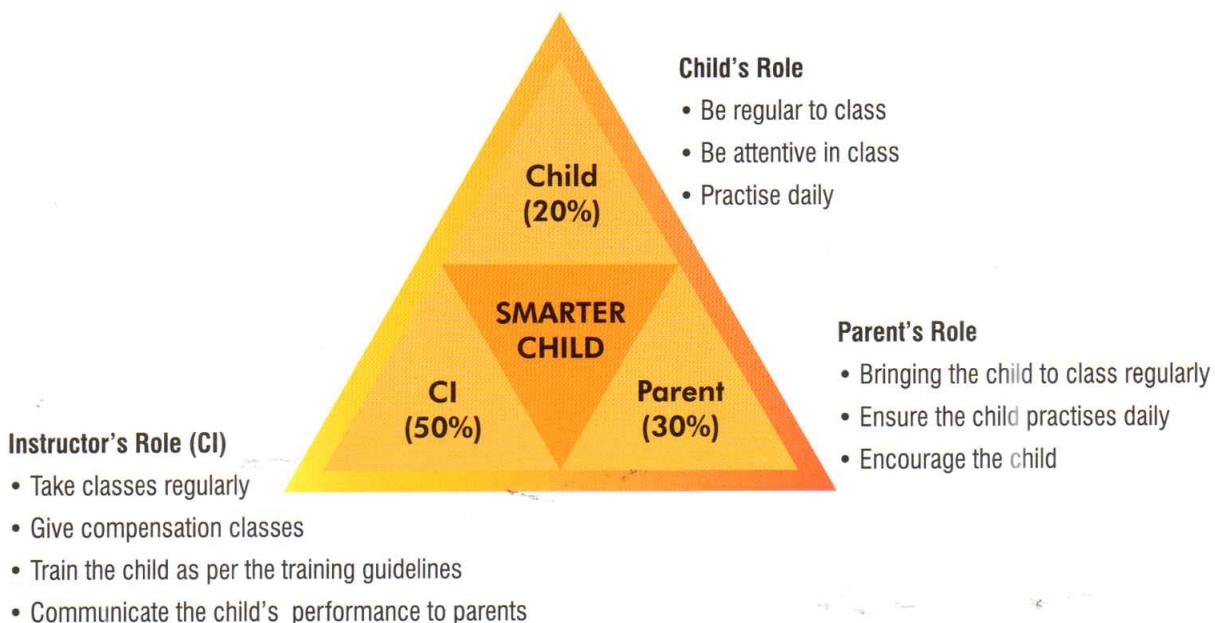 Child's Role
• Be regular to class
• Be attentive in class
• Practise daily
Child
(20%)
SMARTER
CHILD
CI
(50%)
Parent
(30%)
Parent's Role
• Bringing the child to class regularly
• Ensure the child practises daily
• Encourage the child
Instructor's Role (CI)
• Take classes regularly
• Give compensation classes
• Train the child as per the training guidelines
• Communicate the child's performance to parents